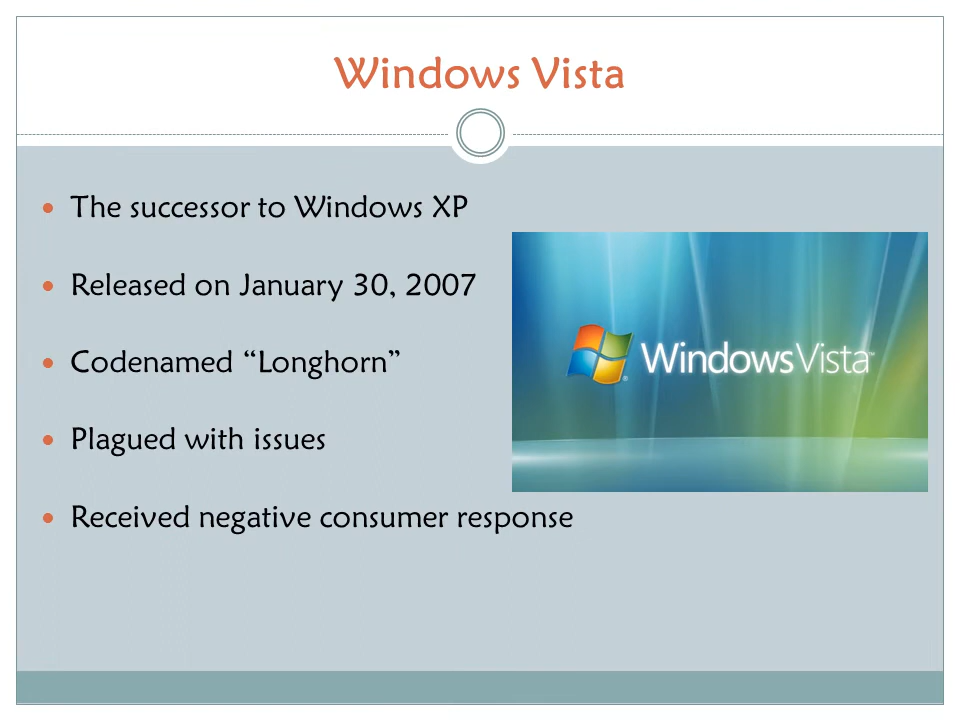 Windows Vista
• The successor to Windows XP
• Released on January 30, 2007
• Codenamed “Longhorn”
• Plagued with issues
• Received negative consumer response
® Windows Vista™